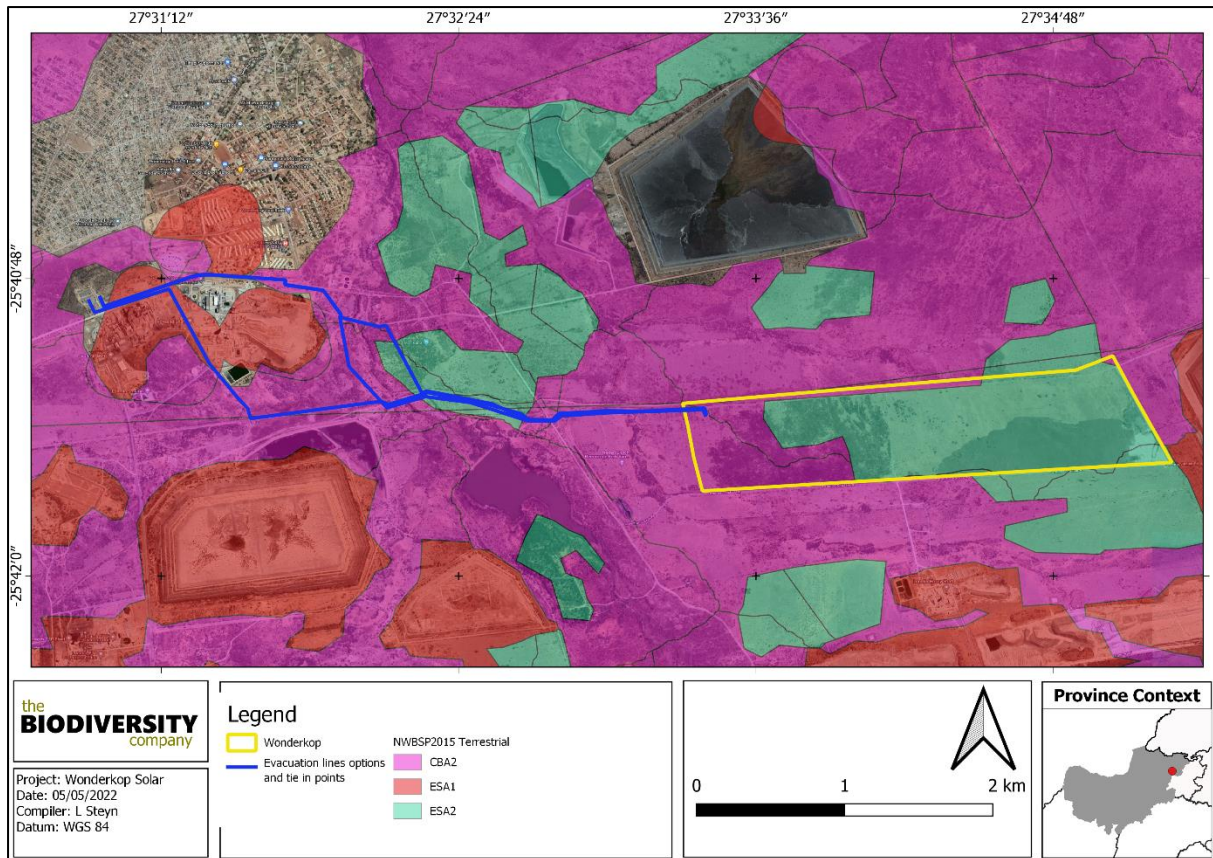 27°31′12″ 27°32′24″ 27°33′36″ 27°34′48″
-25°40′48″
-25°42′0″
the
BIODIVERSITY
company
Project: Wonderkop Solar
Date: 05/05/2022
Compiler: L Steyn
Datum: WGS 84
Legend
Wonderkop
Evacuation lines options
and tie in points
NWBSP2015 Terrestrial
CBA2
ESA1
ESA2
0 1 2 km
Province Context